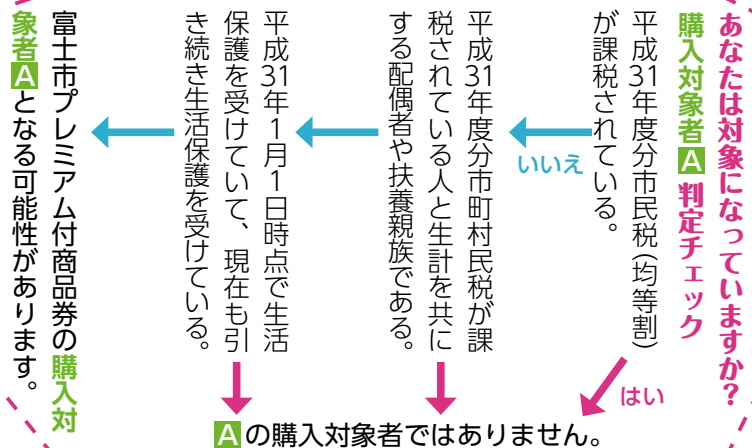 あなたは対象になっていますか?
購入対象者A 判定チェック
平成31年度分市民税(均等割)
が課税されている。
いいえ
はい
平成31年度分市町村民税が課
税されている人と生計を共に
する配偶者や扶養親族である。
平成31年1月1日時点で生活
保護を受けていて、現在も引
き続き生活保護を受けている。
富士市プレミアム付商品券の購入対
象者Aとなる可能性があります。
Aの購入対象者ではありません。